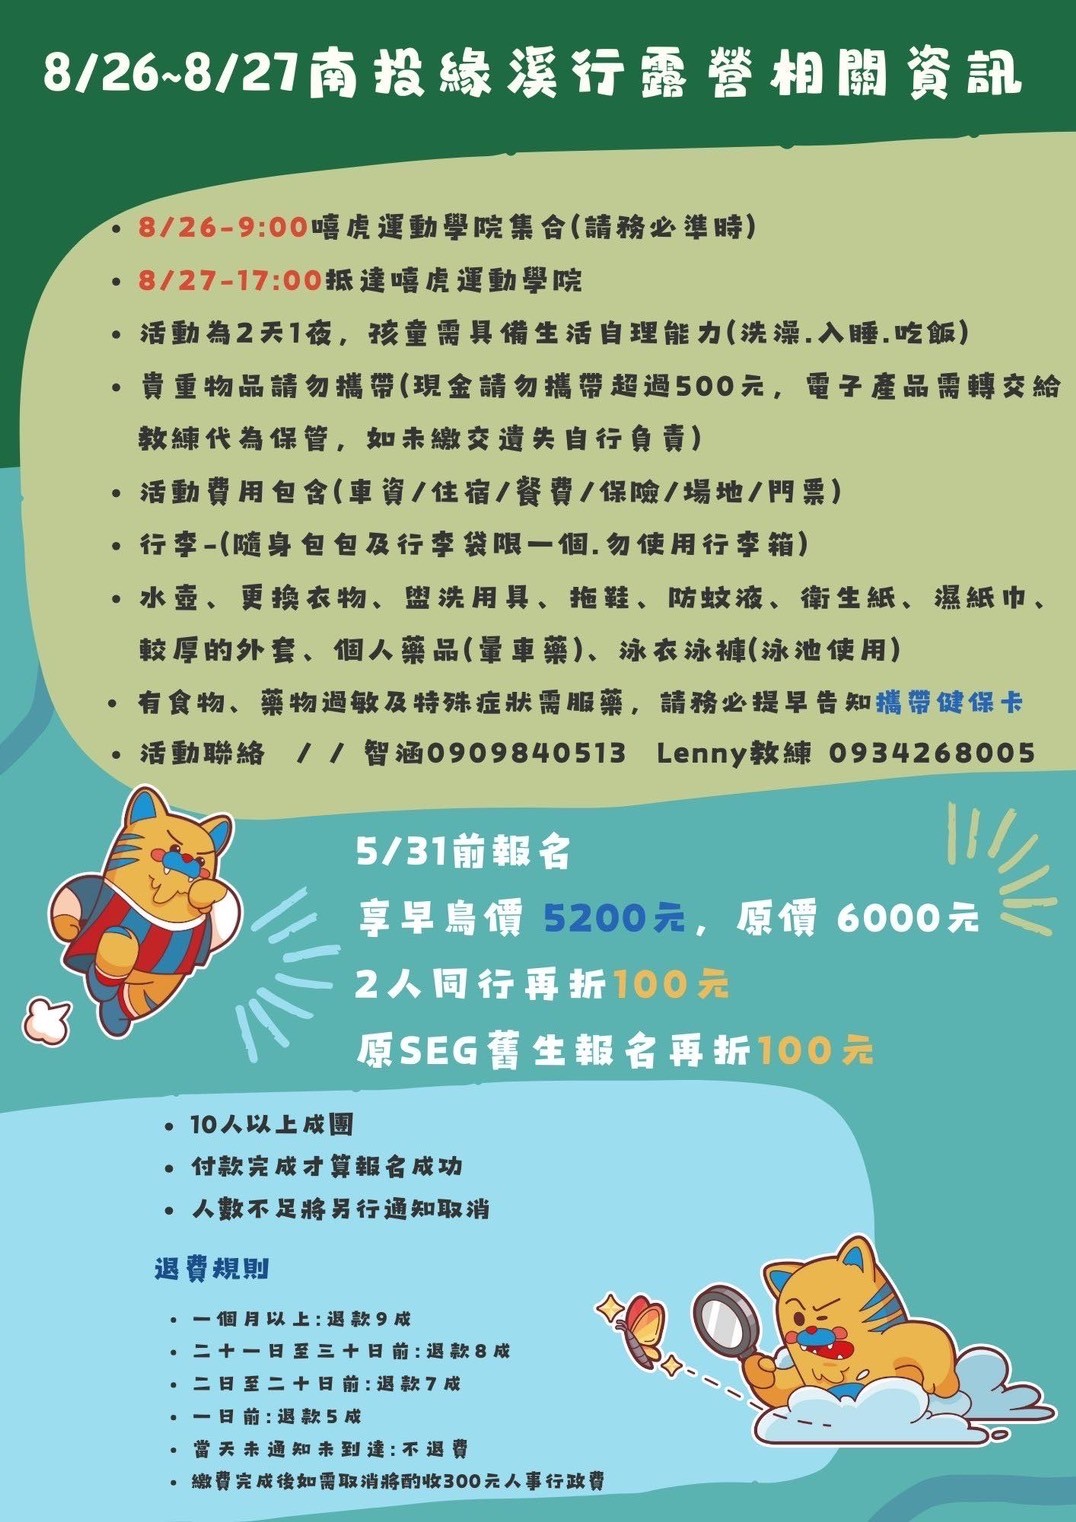 8/26~8/27南投緣溪行露營相關資訊
• 8/26-9:00嘻虎運動學院集合(請務必準時)
• 8/27-17:00抵達嘻虎運動學院
• 活動為2天1夜, 孩童需具備生活自理能力(洗澡.入睡.吃飯)
• 貴重物品請勿攜帶(現金請勿攜帶超過500元, 電子產品需轉交給
教練代為保管, 如未繳交遺失自行負責)
• 活動費用包含(車資/住宿/餐費/保險/場地/門票)
• 行李-(隨身包包及行李袋限一個.勿使用行李箱)
• 水壺、更換衣物、盥洗用具、拖鞋、防蚊液、衛生紙、濕紙巾、
較厚的外套、個人藥品(暈車藥)、泳衣泳褲(泳池使用)
• 有食物、藥物過敏及特殊症狀需服藥, 請務必提早告知攜帶健保卡
• 活動聯絡 // 智涵0909840513 Lenny教練 0934268005
5/31前報名
享早鳥價 5200元, 原價 6000元
2人同行再折100元
原SEG舊生報名再折100元
• 10人以上成團
• 付款完成才算報名成功
• 人數不足將另行通知取消
退費規則
• 一個月以上:退款9成
• 二十一日至三十日前:退款8成
• 二日至二十日前:退款7成
• 一日前:退款5成
• 當天未通知未到達:不退費
• 繳費完成後如需取消將酌收300元人事行政費